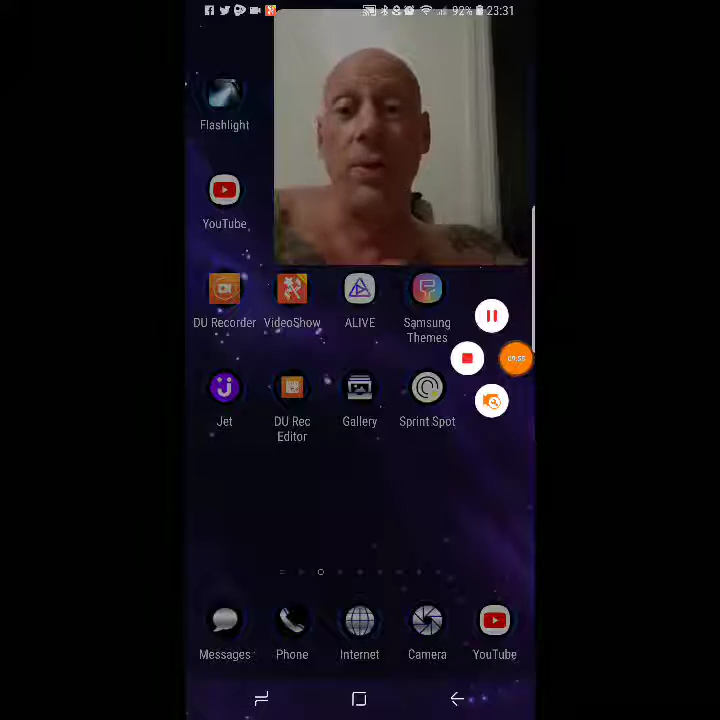 92% 23:31
Flashlight
YouTube
DU Recorder VideoShow ALIVE Samsung Themes
Jet DU Rec Editor Gallery Sprint Spot
Messages Phone Internet Camera YouTube